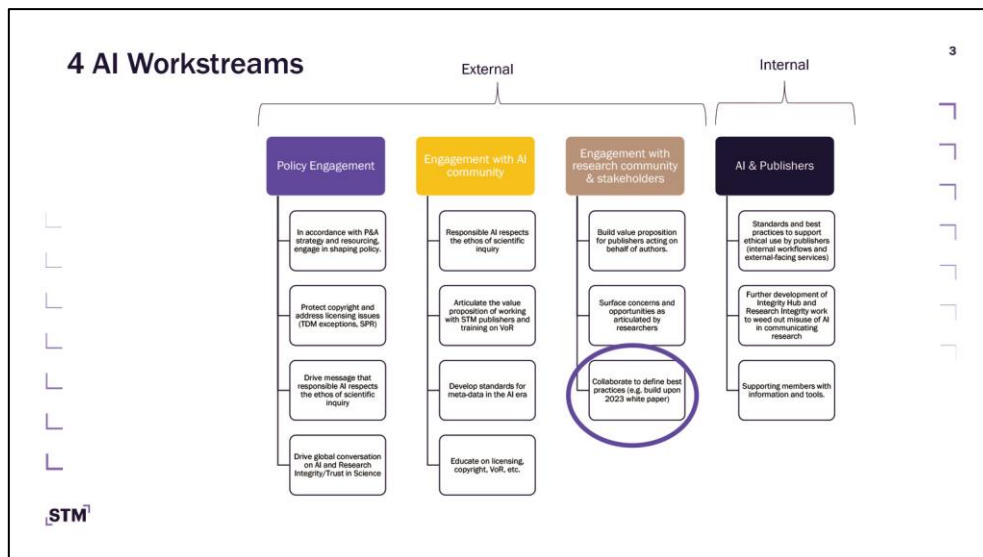 4 AI Workstreams
3
External
Internal
Policy Engagement
In accordance with P&A
strategy and resourcing,
engage in shaping policy.
Protect copyright and
address licensing issues
(TDM exceptions, SPR)
Drive message that
responsible AI respects
the ethos of scientific
inquiry
Drive global conversation
on AI and Research
Integrity/Trust in Science
Engagement with AI
community
Responsible AI respects
the ethos of scientific
inquiry
Articulate the value
proposition of working
with STM publishers and
training on VoR
Develop standards for
meta-data in the AI era
Educate on licensing,
copyright, VoR, etc.
Engagement with
research community
& stakeholders
Build value proposition
for publishers acting on
behalf of authors.
Surface concerns and
opportunities as
articulated by
researchers
Collaborate to define best
practices (e.g. build upon
2023 white paper)
AI & Publishers
Standards and best
practices to support
ethical use by publishers
(internal workflows and
external-facing services)
Further development of
Integrity Hub and
Research Integrity work
to weed out misuse of AI
in communicating
research
Supporting members with
information and tools.
STM